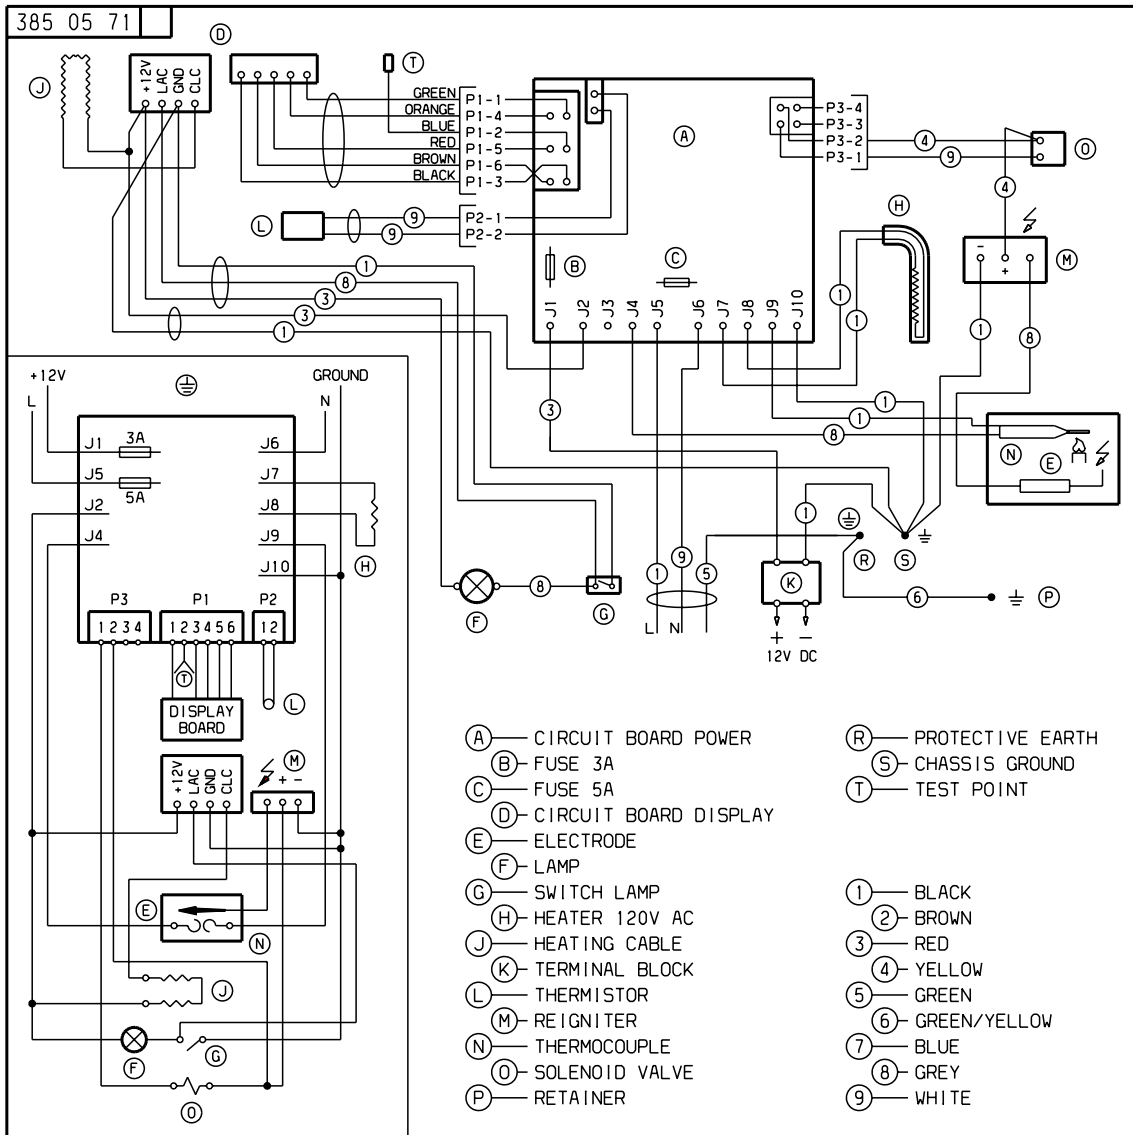 385 05 71
D
J
+12V LAC GND CLC
T
GREEN P1-1
ORANGE P1-4
BLUE P1-2
RED P1-5
BROWN P1-6
BLACK P1-3
A
P3-4
P3-3
P3-2 4
P3-1 9
O
4
L
9 P2-1
9 P2-2
H
M
- + 
1
8
3
3
1
B
C
J1 J2 J3 J4 J5 J6 J7 J8 J9 J10
1
1
1
8
3
1
1
8
N
E
1
R
S
K
+ -
12V DC
1 9 5
L N
F
8
G
6
P
+12V GROUND
L N
J1 3A J6
J5 5A J7
J2 J8
J4 J9
J10
H
P3 P1 P2
1234 123456 12
T
L
DISPLAY
BOARD
+12V LAC GND CLC
M
+ -
E
N
J
F
G
O
A CIRCUIT BOARD POWER
B FUSE 3A
C FUSE 5A
D CIRCUIT BOARD DISPLAY
E ELECTRODE
F LAMP
G SWITCH LAMP
H HEATER 120V AC
J HEATING CABLE
K TERMINAL BLOCK
L THERMISTOR
M REIGNITER
N THERMOCOUPLE
O SOLENOID VALVE
P RETAINER
R PROTECTIVE EARTH
S CHASSIS GROUND
T TEST POINT
1 BLACK
2 BROWN
3 RED
4 YELLOW
5 GREEN
6 GREEN/YELLOW
7 BLUE
8 GREY
9 WHITE